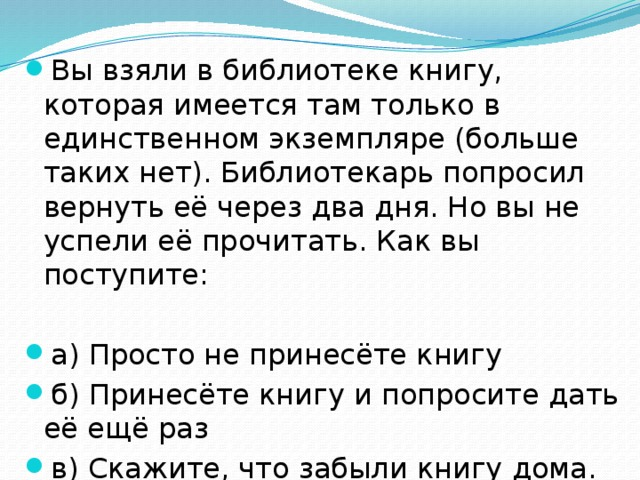 Вы взяли в библиотеке книгу,
которая имеется там только в
единственном экземпляре (больше
таких нет). Библиотекарь попросил
вернуть её через два дня. Но вы не
успели её прочитать. Как вы
поступите:
а) Просто не принесёте книгу
б) Принесёте книгу и попросите дать
её ещё раз
в) Скажите, что забыли книгу дома.